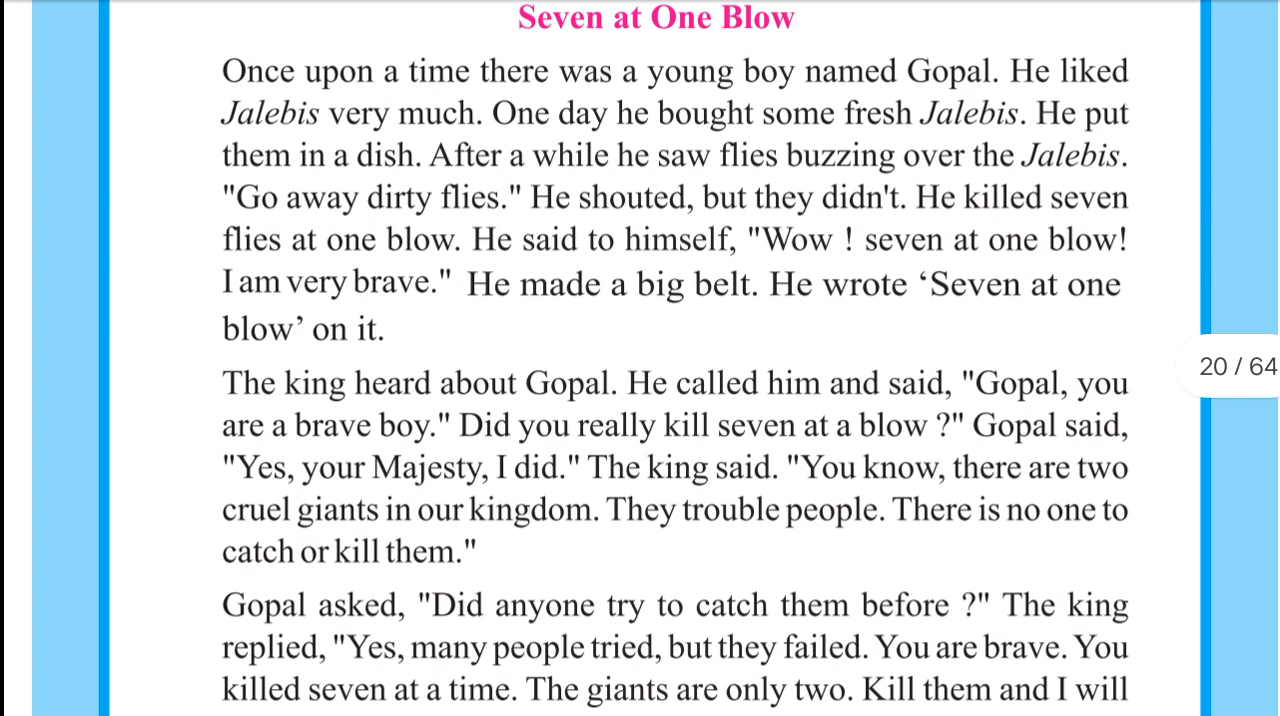 Seven at One Blow
Once upon a time there was a young boy named Gopal. He liked
Jalebis very much. One day he bought some fresh Jalebis. He put
them in a dish. After a while he saw flies buzzing over the Jalebis.
"Go away dirty flies." He shouted, but they didn't. He killed seven
flies at one blow. He said to himself, "Wow ! seven at one blow!
I am very brave." He made a big belt. He wrote ‘Seven at one
blow’ on it.
The king heard about Gopal. He called him and said, "Gopal, you
are a brave boy." Did you really kill seven at a blow ?" Gopal said,
"Yes, your Majesty, I did." The king said. "You know, there are two
cruel giants in our kingdom. They trouble people. There is no one to
catch or kill them."
Gopal asked, "Did anyone try to catch them before ?" The king
replied, "Yes, many people tried, but they failed. You are brave. You
killed seven at a time. The giants are only two. Kill them and I will
20 / 64